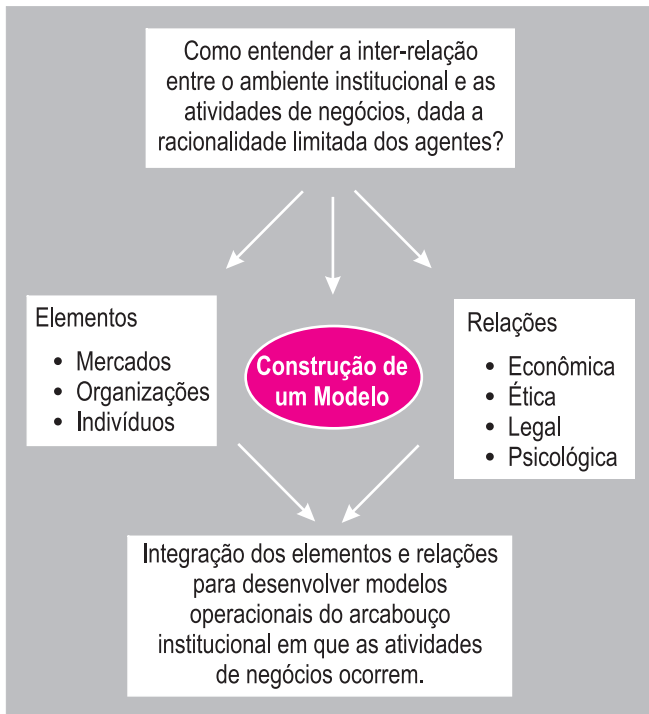 Como entender a inter-relação
entre o ambiente institucional e as
atividades de negócios, dada a
racionalidade limitada dos agentes?
Elementos
• Mercados
• Organizações
• Indivíduos
Construção de
um Modelo
Relações
• Econômica
• Ética
• Legal
• Psicológica
Integração dos elementos e relações
para desenvolver modelos
operacionais do arcabouço
institucional em que as atividades
de negócios ocorrem.